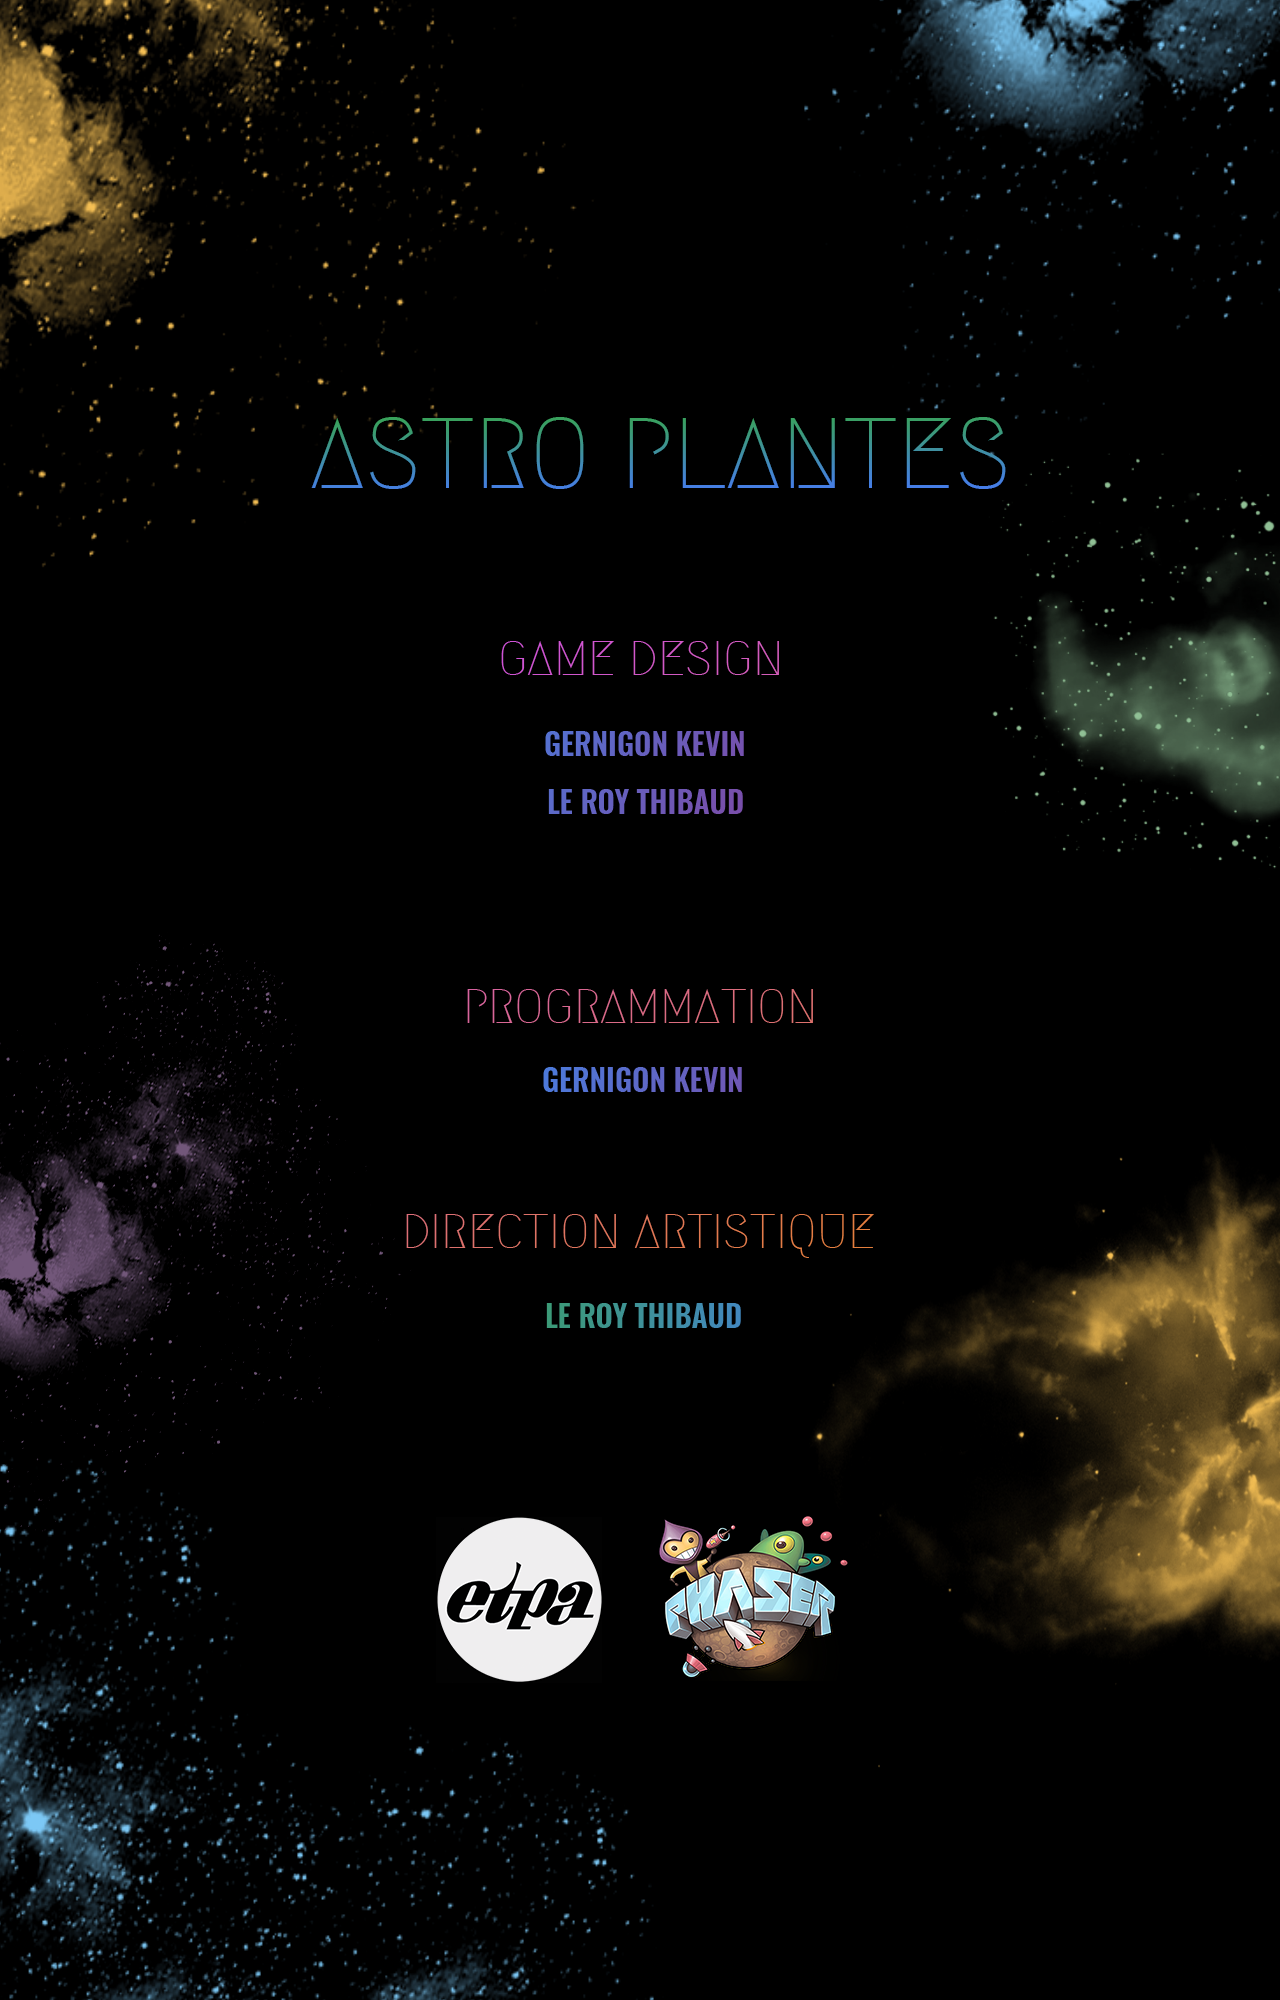 ASTRO PLANTES
GAME DESIGN
GERNIGON KEVIN
LE ROY THIBAUD
PROGRAMMATION
GERNIGON KEVIN
DIRECTION ARTISTIQUE
LE ROY THIBAUD
etpa
PHASER